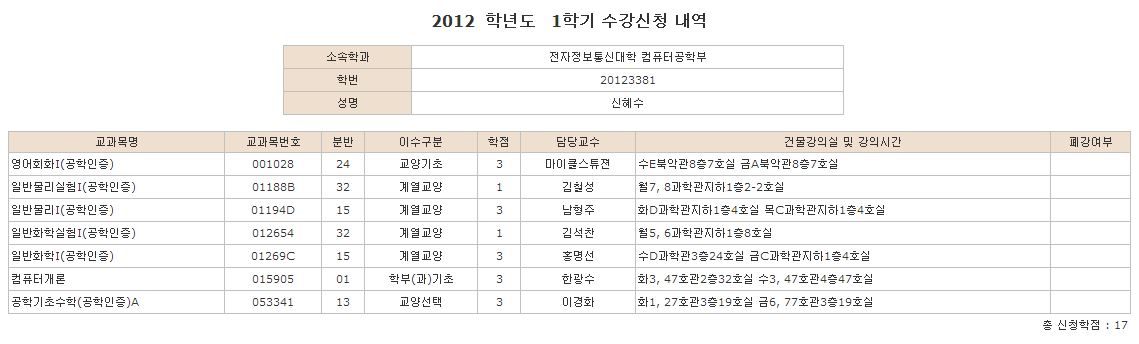 2012 학년도 1학기 수강신청 내역
소속학과 전자정보통신대학 컴퓨터공학부
학번 20123381
성명 신혜수
교과목명 교과목번호 분반 이수구분 학점 담당교수 건물강의실 및 강의시간 폐강여부
영어회화I(공학인증) 001028 24 교양기초 3 마이클스튜젼 수E북악관8층7호실 금A북악관8층7호실
일반물리실험I(공학인증) 01188B 32 계열교양 1 김철성 월7, 8과학관지하1층2-2호실
일반물리I(공학인증) 01194D 15 계열교양 3 남형주 화D과학관지하1층4호실 목C과학관지하1층4호실
일반화학실험I(공학인증) 012654 32 계열교양 1 김석찬 월5, 6과학관지하1층8호실
일반화학I(공학인증) 01269C 15 계열교양 3 홍명선 수D과학관3층24호실 금C과학관지하1층4호실
컴퓨터개론 015905 01 학부(과)기초 3 한광수 화3, 47호관2층32호실 수3, 47호관4층47호실
공학기초수학(공학인증)A 053341 13 교양선택 3 이경화 화1, 27호관3층19호실 금6, 77호관3층19호실
총 신청학점 : 17